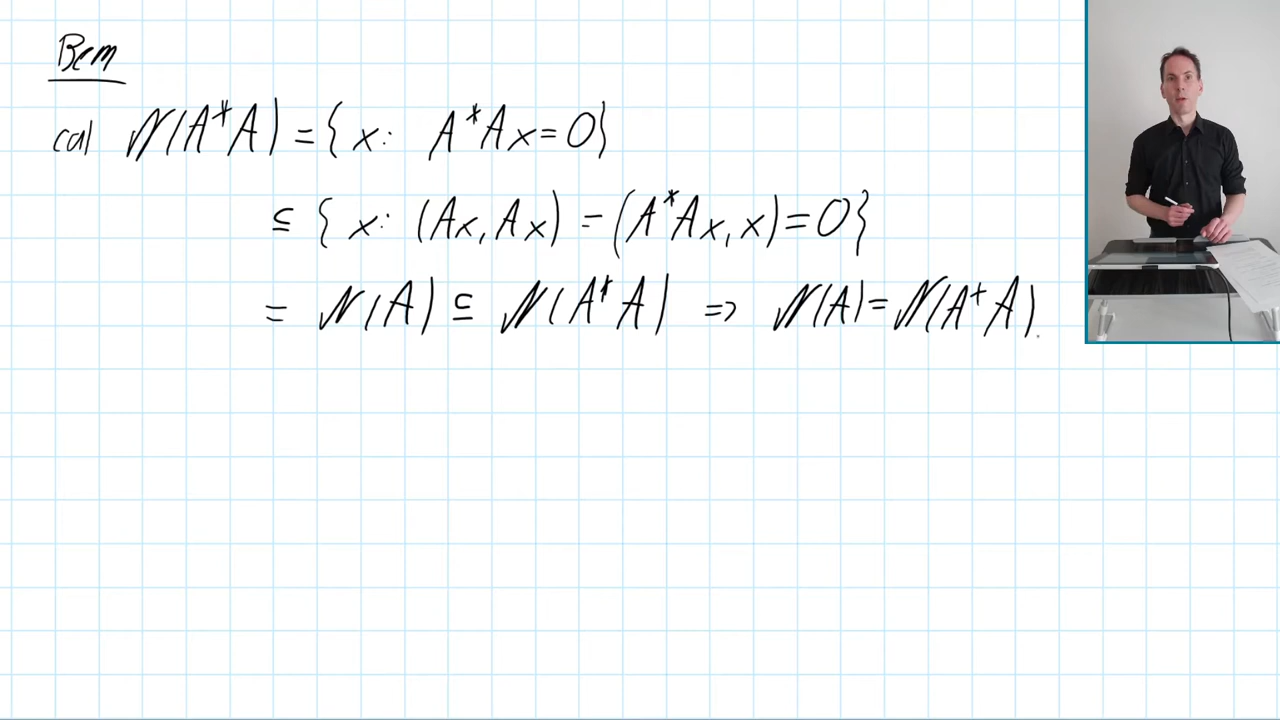 Bem
(a) N(A*A) = { x: A*Ax = 0 }
⊆ { x: (Ax, Ax) = (A*Ax, x) = 0 }
= N(A) ⊆ N(A*A) ⇒ N(A) = N(A*A).